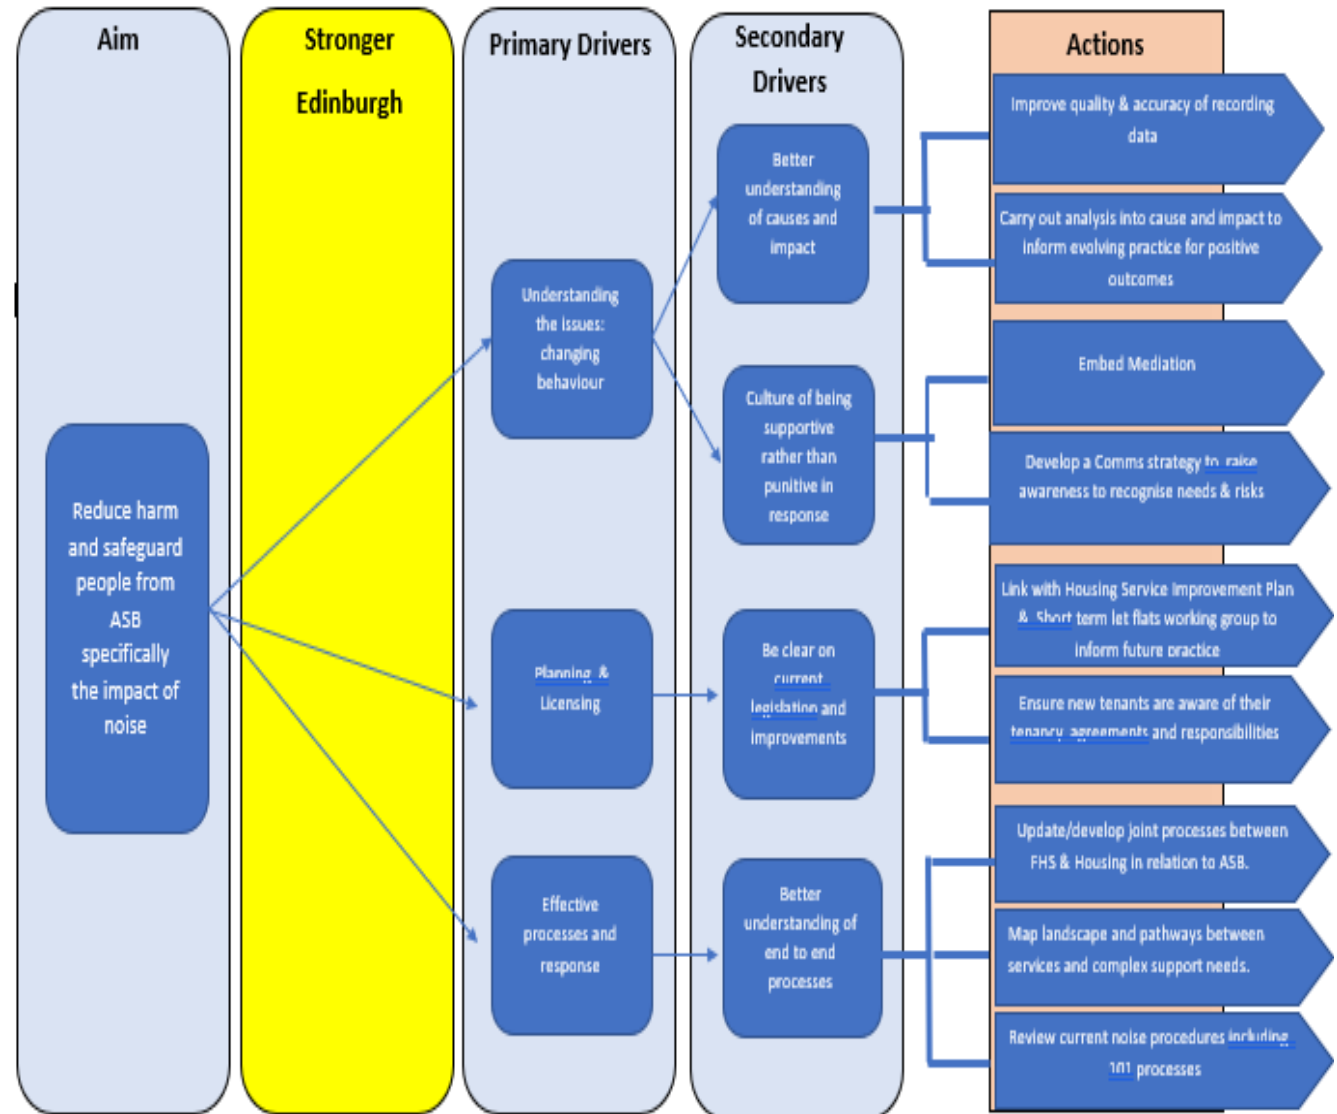 Aim
Stronger
Edinburgh
Primary Drivers
Secondary
Drivers
Actions
Reduce harm
and safeguard
people from
ASB
specifically
the impact of
noise
Understanding
the issues:
changing
behaviour
Planning &
Licensing
Effective
processes and
response
Better
understanding
of causes and
impact
Culture of being
supportive
rather than
punitive in
response
Be clear on
current
legislation and
improvements
Better
understanding of
end to end
processes
Improve quality & accuracy of recording
data
Carry out analysis into cause and impact to
inform evolving practice for positive
outcomes
Embed Mediation
Develop a Comms strategy to raise
awareness to recognise needs & risks
Link with Housing Service Improvement Plan
& Short term let flats working group to
inform future practice
Ensure new tenants are aware of their
tenancy agreements and responsibilities
Update/develop joint processes between
FHS & Housing in relation to ASB.
Map landscape and pathways between
services and complex support needs.
Review current noise procedures including
101 processes